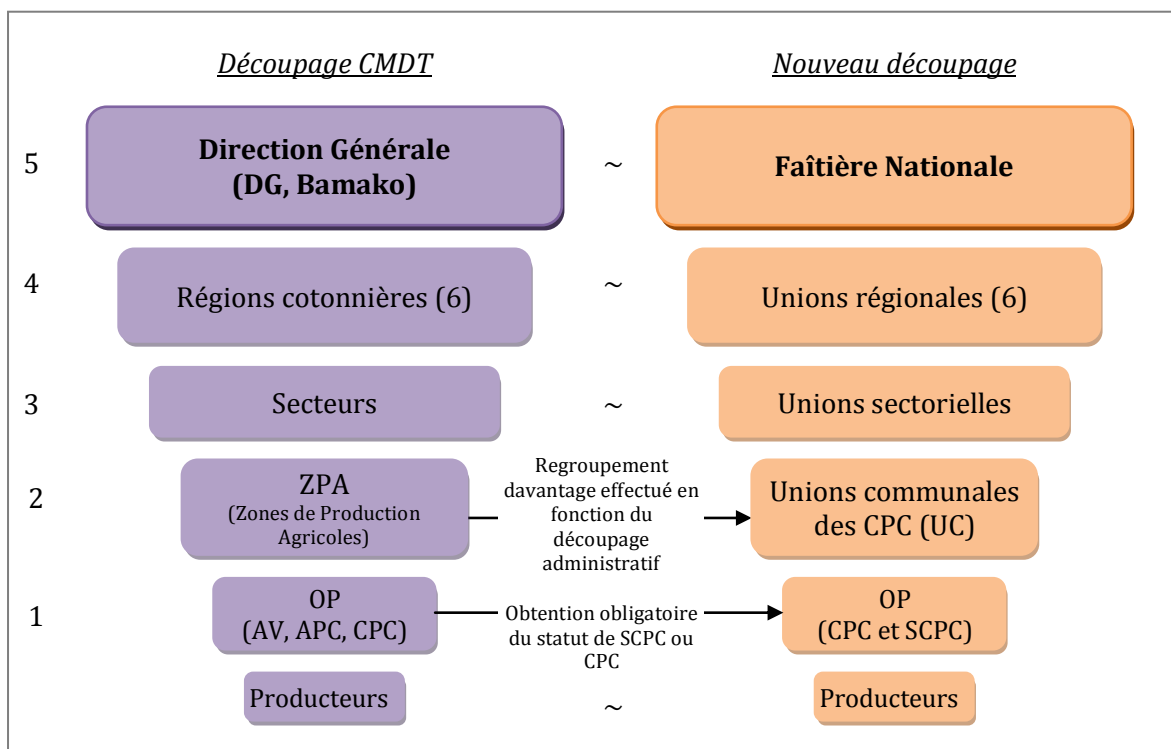 Découpage CMDT
Nouveau découpage
5
Direction Générale
(DG, Bamako)
~
Faîtière Nationale
4
Régions cotonnières (6)
~
Unions régionales (6)
3
Secteurs
~
Unions sectorielles
2
ZPA
(Zones de Production
Agricoles)
Regroupement
davantage effectué en
fonction du
découpage
administratif
Unions communales
des CPC (UC)
1
OP
(AV, APC, CPC)
Obtention obligatoire
du statut de SCPC ou
CPC
OP
(CPC et SCPC)
Producteurs
~
Producteurs